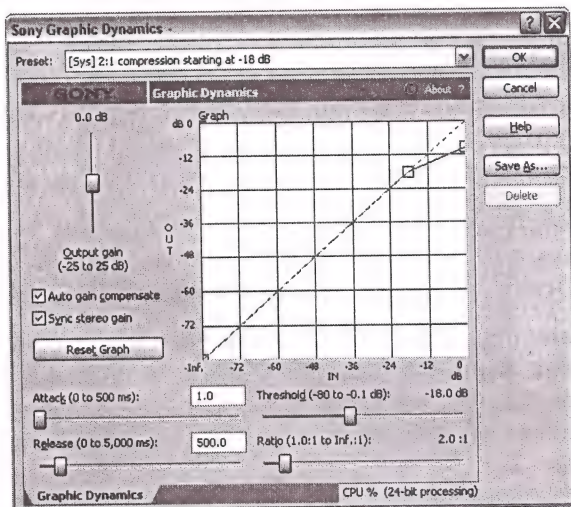 Sony Graphic Dynamics -
Preset: [Sys] 2:1 compression starting at -18 dB
OK
SONY Graphic Dynamics About ?
Cancel
0.0 dB
Graph
dB 0
Help
-12
Save As...
-24
Delete
-36
OUT
-48
Output gain
(-25 to 25 dB)
-60
Auto gain compensate
Sync stereo gain
-72
Reset Graph
-Inf. -72 -60 -48 -36 -24 -12 0
IN dB
Attack (0 to 500 ms): 1.0 Threshold (-80 to -0.1 dB): -18.0 dB
Release (0 to 5,000 ms): 500.0 Ratio (1.0:1 to Inf.:1): 2.0 :1
Graphic Dynamics CPU % (24-bit processing)